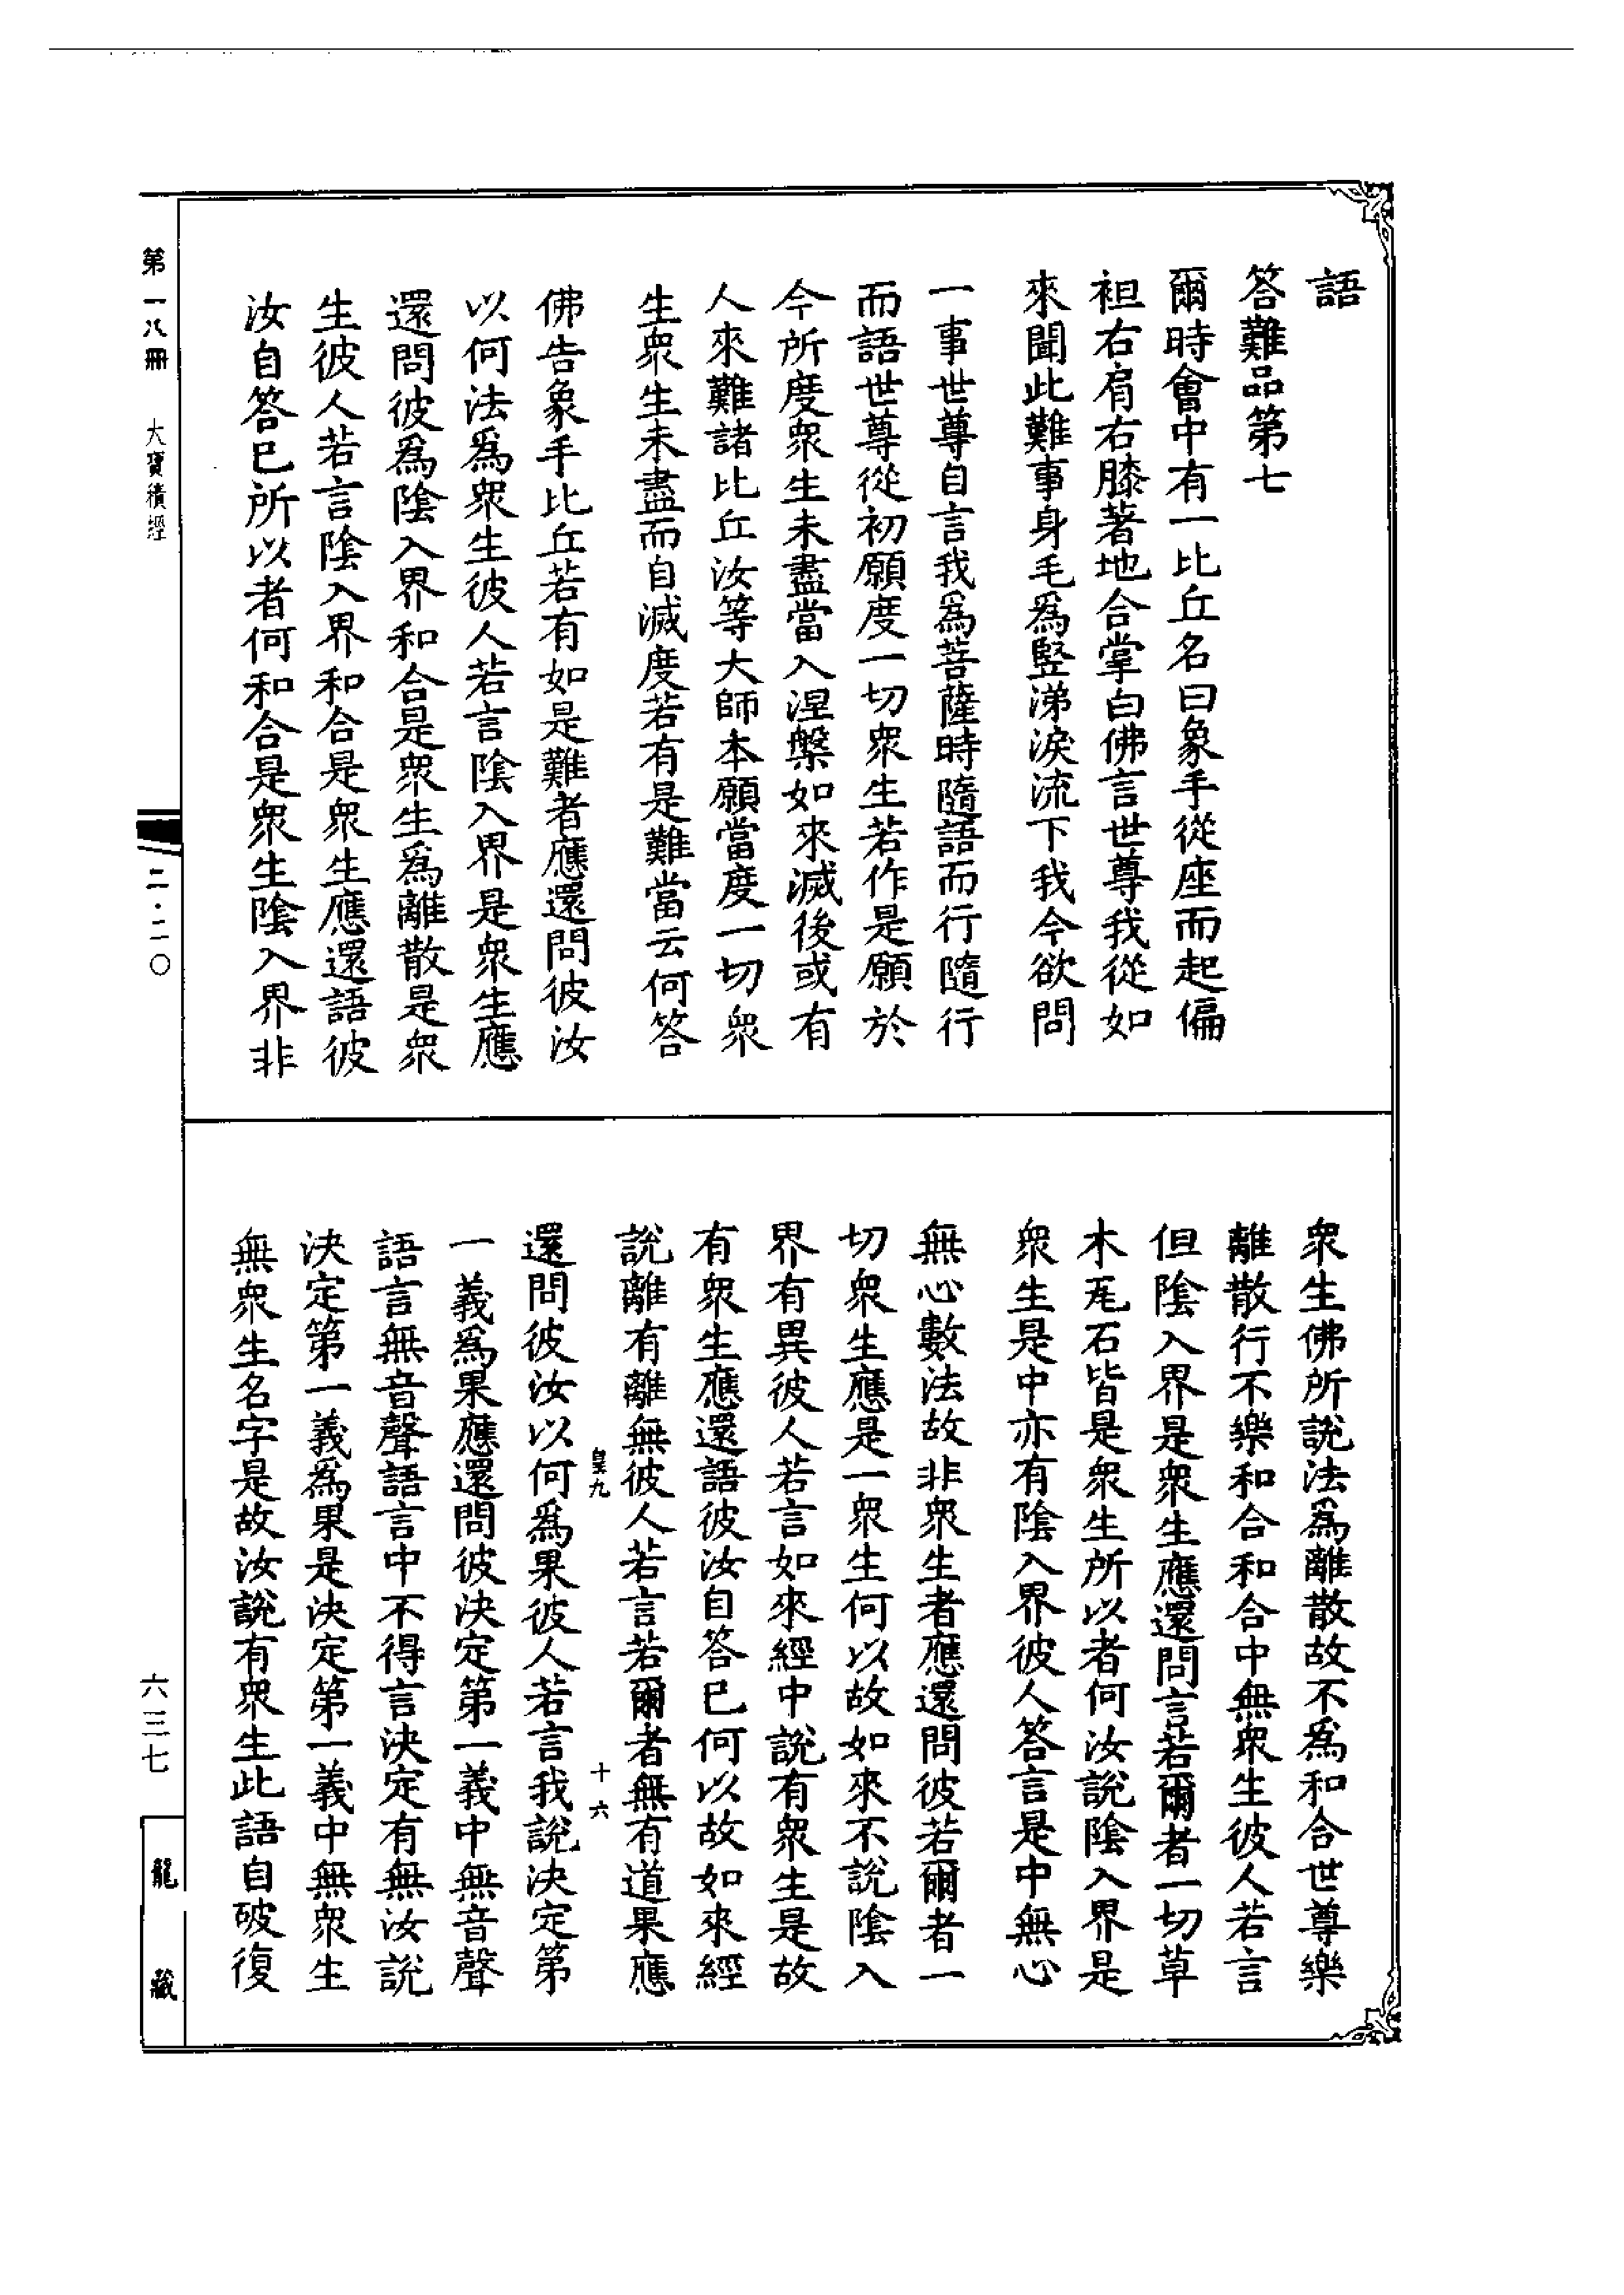 語
答難品第七
爾時會中有一比丘名曰象手從座而起偏
袒右肩右膝著地合掌白佛言世尊我從如
來聞此難事身毛爲竪涕淚流下我今欲問
一事世尊自言我爲菩薩時隨語而行隨行
而語世尊從初願度一切衆生若作是願於
今所度衆生未盡當入涅槃如來滅後或有
人來難諸比丘汝等大師本願當度一切衆
生衆生未盡而自滅度若有是難當云何答
佛告象手比丘若有如是難者應還問彼汝
以何法爲衆生彼人若言陰入界是衆生應
還問彼爲陰入界和合是衆生爲離散是衆
生彼人若言陰入界和合是衆生應還語彼
汝自答已所以者何和合是衆生陰入界非
衆生佛所說法爲離散故不爲和合世尊樂
離散行不樂和合和合中無衆生彼人若言
但陰入界是衆生應還問言若爾者一切草
木瓦石皆是衆生所以者何汝說陰入界是
衆生是中亦有陰入界彼人答言是中無心
無心數法故非衆生者應還問彼若爾者一
切衆生應是一衆生何以故如來不說陰入
界有異彼人若言如來經中說有衆生是故
有衆生應還語彼汝自答已何以故如來經
說離有離無彼人若言若爾者無有道果應
皇九 十六
還問彼汝以何爲果彼人若言我說決定第
一義爲果應還問彼決定第一義中無音聲
語言無音聲語言中不得言決定有無汝說
決定第一義爲果是決定第一義中無衆生
無衆生名字是故汝說有衆生此語自破復
第一八冊 大寶積經 二·二〇 六三七 龍藏